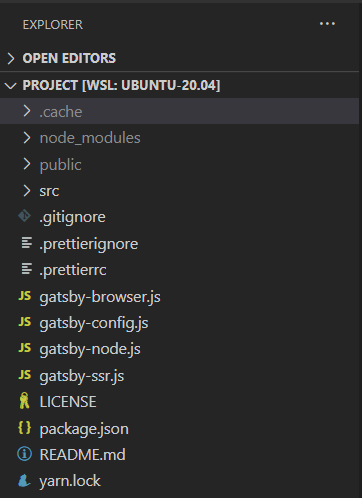 EXPLORER
OPEN EDITORS
PROJECT [WSL: UBUNTU-20.04]
.cache
node_modules
public
src
.gitignore
.prettierignore
.prettierrc
JS gatsby-browser.js
JS gatsby-config.js
JS gatsby-node.js
JS gatsby-ssr.js
LICENSE
{ } package.json
README.md
yarn.lock